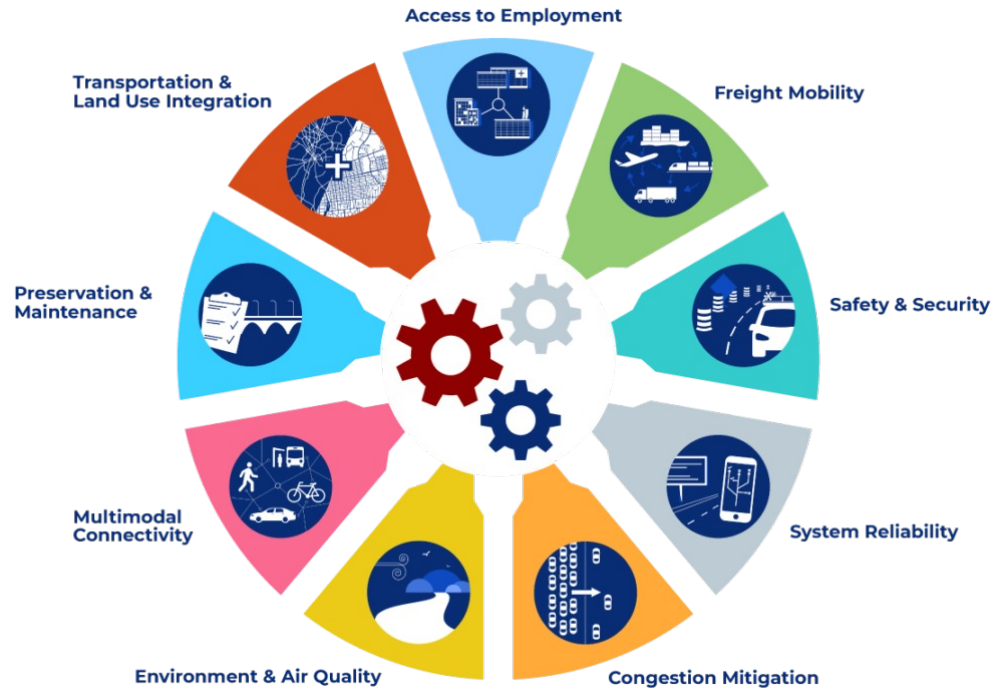 Access to Employment
Transportation &
Land Use Integration
Freight Mobility
Preservation &
Maintenance
Safety & Security
Multimodal
Connectivity
System Reliability
Environment & Air Quality
Congestion Mitigation